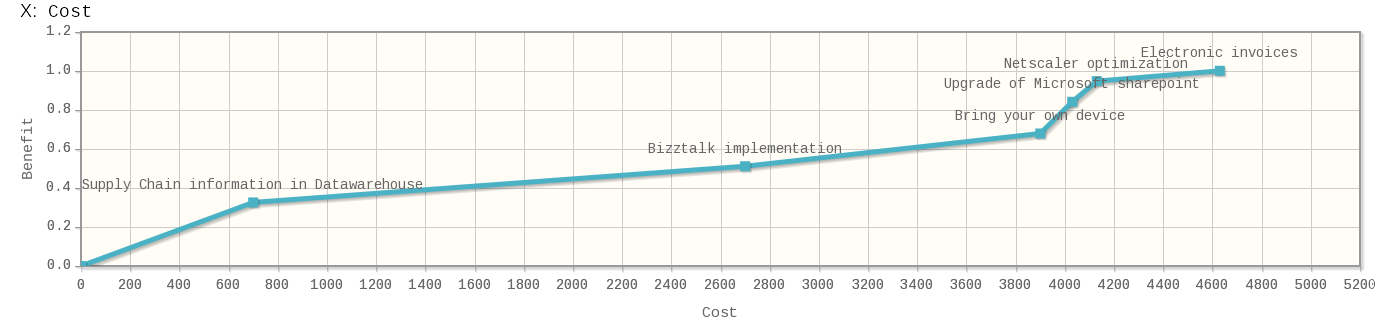 X: Cost
1.2
Electronic invoices
Netscaler optimization
1.0
Upgrade of Microsoft sharepoint
0.8
Bring your own device
Benefit
0.6
Bizztalk implementation
0.4
Supply Chain information in Datawarehouse
0.2
0.0
0 200 400 600 800 1000 1200 1400 1600 1800 2000 2200 2400 2600 2800 3000 3200 3400 3600 3800 4000 4200 4400 4600 4800 5000 5200
Cost